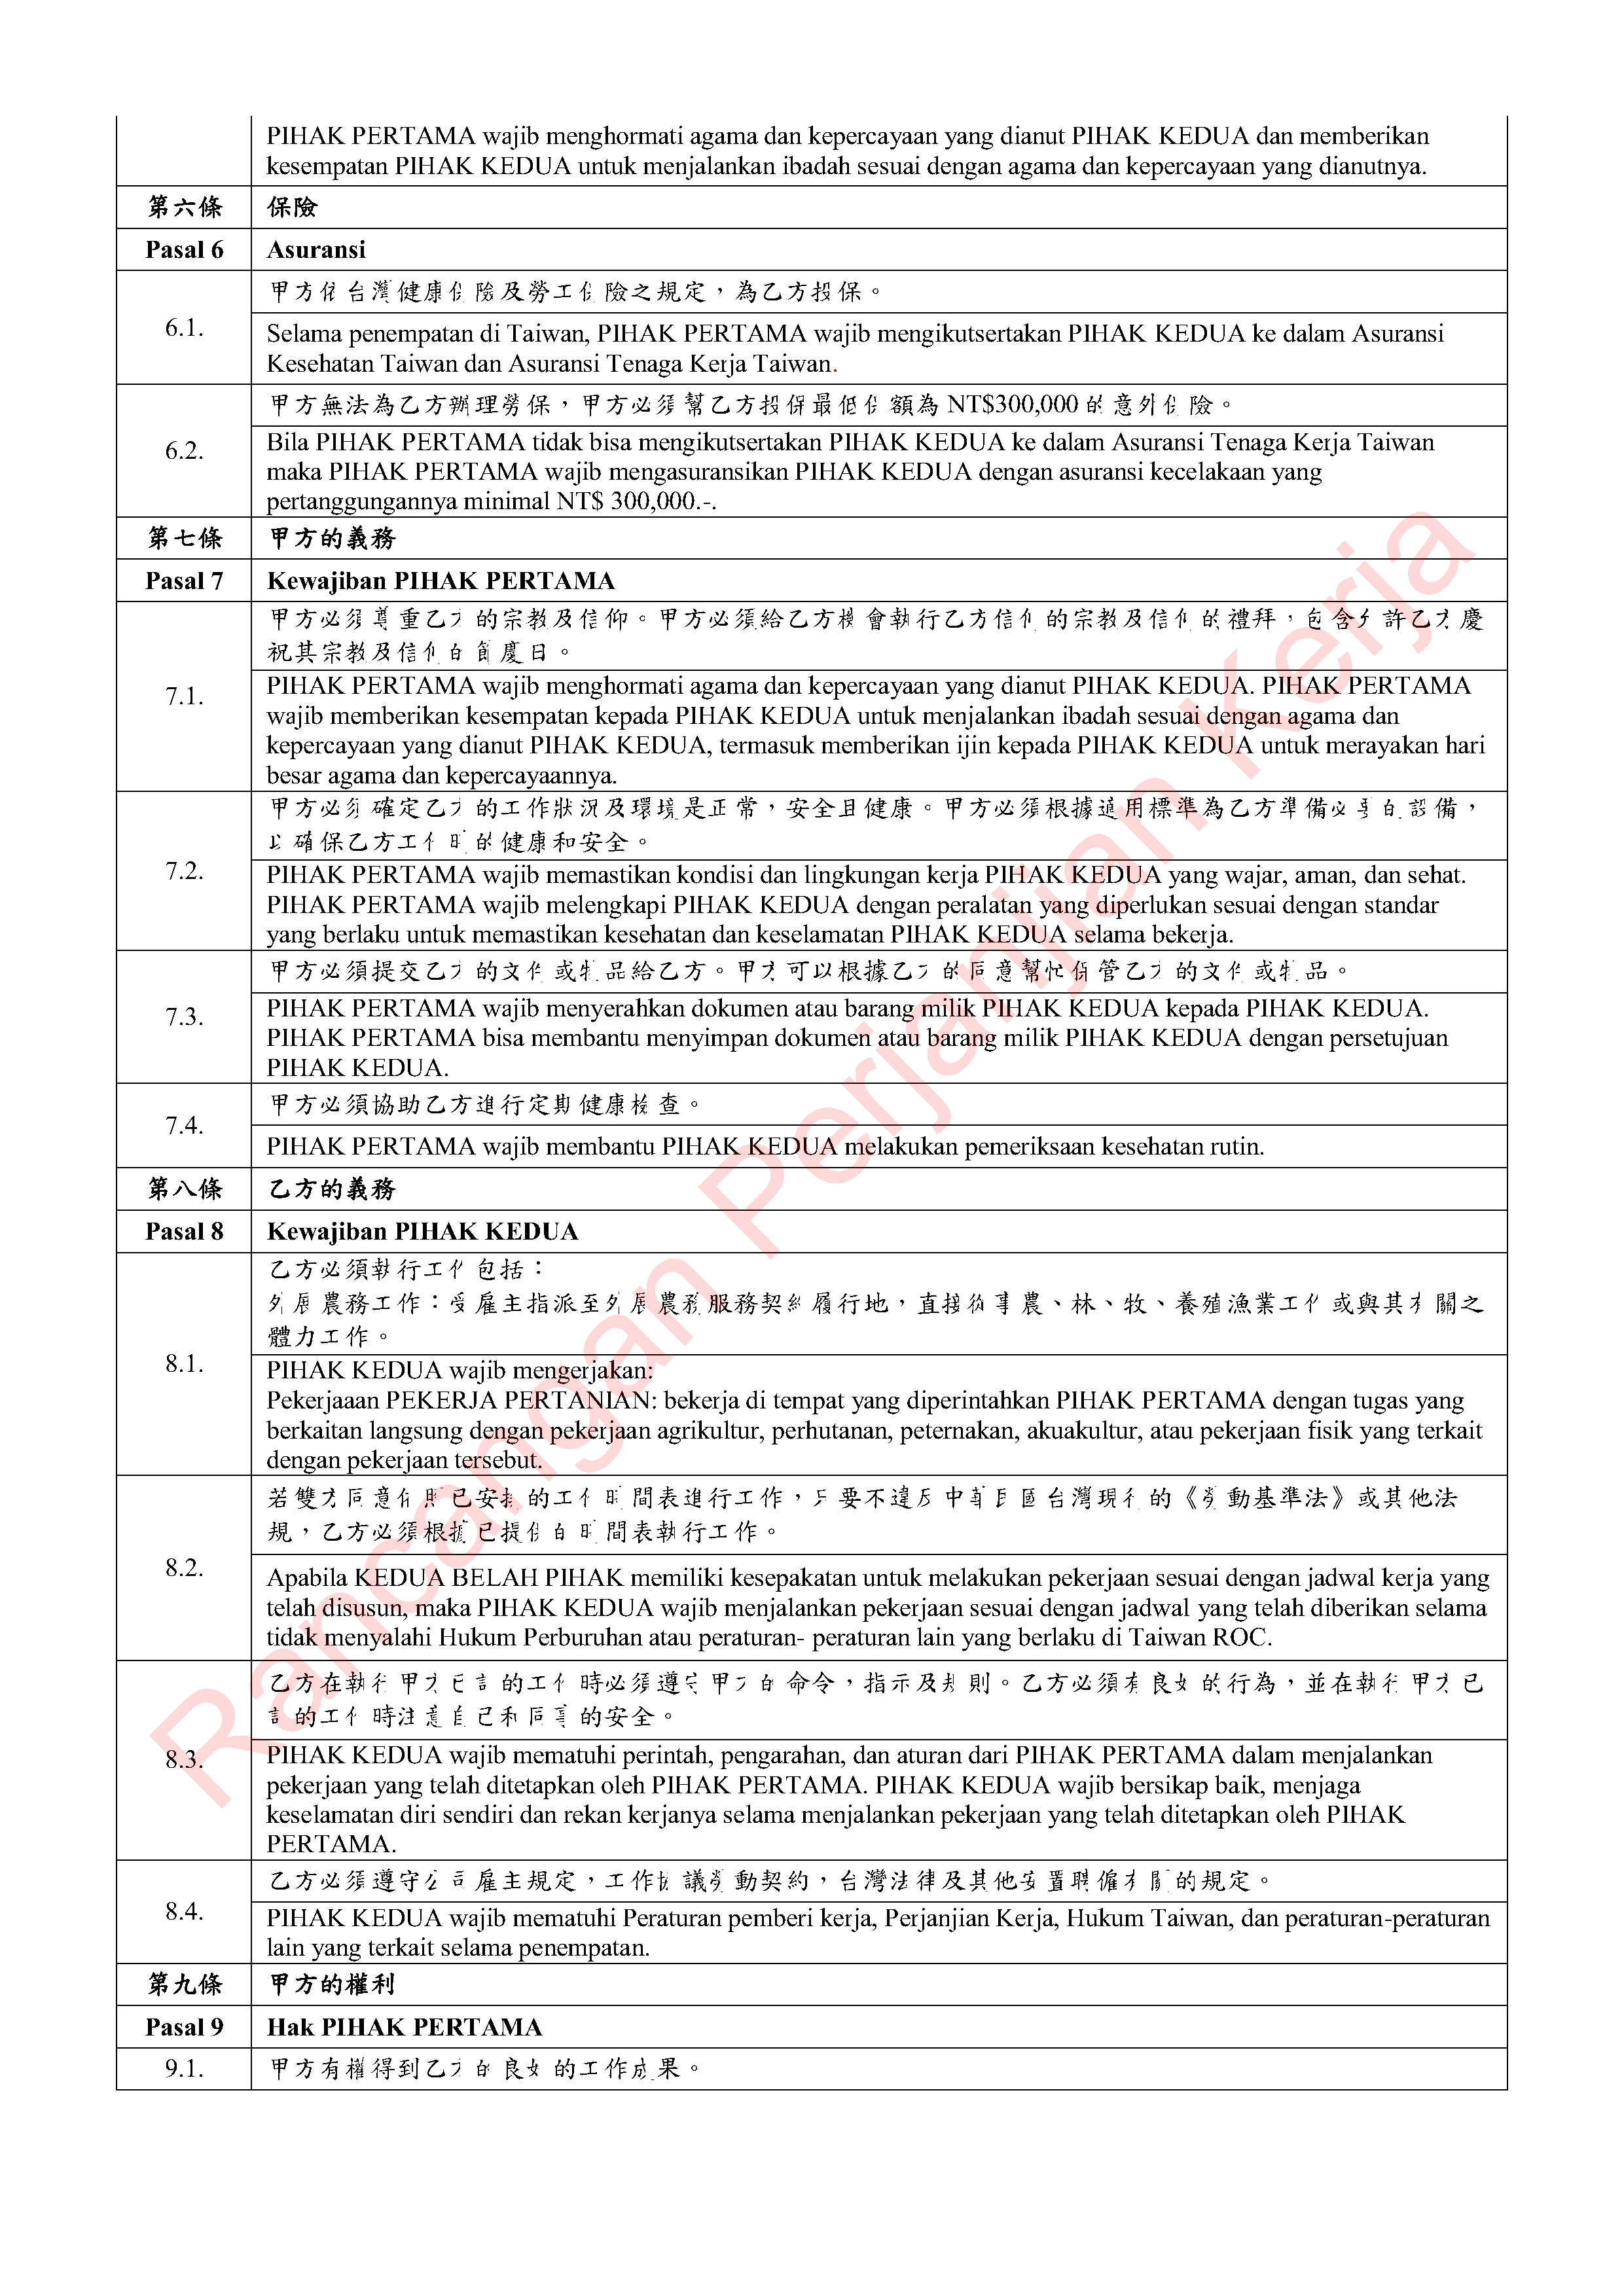 PIHAK PERTAMA wajib menghormati agama dan kepercayaan yang dianut PIHAK KEDUA dan memberikan
kesempatan PIHAK KEDUA untuk menjalankan ibadah sesuai dengan agama dan kepercayaan yang dianutnya.
第六條 保險
Pasal 6 Asuransi
甲方依台灣健康保險及勞工保險之規定，為乙方投保。
6.1.
Selama penempatan di Taiwan, PIHAK PERTAMA wajib mengikutsertakan PIHAK KEDUA ke dalam Asuransi
Kesehatan Taiwan dan Asuransi Tenaga Kerja Taiwan.
甲方無法為乙方辦理勞保，甲方必須幫乙方投保最低保額為 NT$300,000 的意外保險。
6.2.
Bila PIHAK PERTAMA tidak bisa mengikutsertakan PIHAK KEDUA ke dalam Asuransi Tenaga Kerja Taiwan
maka PIHAK PERTAMA wajib mengasuransikan PIHAK KEDUA dengan asuransi kecelakaan yang
pertanggungannya minimal NT$ 300,000.-.
第七條 甲方的義務
Pasal 7 Kewajiban PIHAK PERTAMA
甲方必須尊重乙方的宗教及信仰。甲方必須給乙方機會執行乙方信仰的宗教及信仰的禮拜，包含允許乙方慶
祝其宗教及信仰的節慶日。
7.1.
PIHAK PERTAMA wajib menghormati agama dan kepercayaan yang dianut PIHAK KEDUA. PIHAK PERTAMA
wajib memberikan kesempatan kepada PIHAK KEDUA untuk menjalankan ibadah sesuai dengan agama dan
kepercayaan yang dianut PIHAK KEDUA, termasuk memberikan ijin kepada PIHAK KEDUA untuk merayakan hari
besar agama dan kepercayaannya.
甲方必須確定乙方的工作狀況及環境是正常，安全且健康。甲方必須根據適用標準為乙方準備必要的設備，
以確保乙方工作時的健康和安全。
7.2.
PIHAK PERTAMA wajib memastikan kondisi dan lingkungan kerja PIHAK KEDUA yang wajar, aman, dan sehat.
PIHAK PERTAMA wajib melengkapi PIHAK KEDUA dengan peralatan yang diperlukan sesuai dengan standar
yang berlaku untuk memastikan kesehatan dan keselamatan PIHAK KEDUA selama bekerja.
甲方必須提交乙方的文件或物品給乙方。甲方可以根據乙方的同意幫忙保管乙方的文件或物品。
7.3.
PIHAK PERTAMA wajib menyerahkan dokumen atau barang milik PIHAK KEDUA kepada PIHAK KEDUA.
PIHAK PERTAMA bisa membantu menyimpan dokumen atau barang milik PIHAK KEDUA dengan persetujuan
PIHAK KEDUA.
甲方必須協助乙方進行定期健康檢查。
7.4.
PIHAK PERTAMA wajib membantu PIHAK KEDUA melakukan pemeriksaan kesehatan rutin.
第八條 乙方的義務
Pasal 8 Kewajiban PIHAK KEDUA
乙方必須執行工作包括：
外展農務工作：受雇主指派至外展農務服務契約履行地，直接從事農、林、牧、養殖漁業工作或與其有關之
體力工作。
8.1.
PIHAK KEDUA wajib mengerjakan:
Pekerjaaan PEKERJA PERTANIAN: bekerja di tempat yang diperintahkan PIHAK PERTAMA dengan tugas yang
berkaitan langsung dengan pekerjaan agrikultur, perhutanan, peternakan, akuakultur, atau pekerjaan fisik yang terkait
dengan pekerjaan tersebut.
若雙方同意依照已安排的工作時間表進行工作，只要不違反中華民國台灣現行的《勞動基準法》或其他法
規，乙方必須根據已提供的時間表執行工作。
8.2.
Apabila KEDUA BELAH PIHAK memiliki kesepakatan untuk melakukan pekerjaan sesuai dengan jadwal kerja yang
telah disusun, maka PIHAK KEDUA wajib menjalankan pekerjaan sesuai dengan jadwal yang telah diberikan selama
tidak menyalahi Hukum Perburuhan atau peraturan- peraturan lain yang berlaku di Taiwan ROC.
乙方在執行甲方已訂的工作時必須遵守甲方的命令，指示及規則。乙方必須有良好的行為，並在執行甲方已
訂的工作時注意自己和同事的安全。
8.3.
PIHAK KEDUA wajib mematuhi perintah, pengarahan, dan aturan dari PIHAK PERTAMA dalam menjalankan
pekerjaan yang telah ditetapkan oleh PIHAK PERTAMA. PIHAK KEDUA wajib bersikap baik, menjaga
keselamatan diri sendiri dan rekan kerjanya selama menjalankan pekerjaan yang telah ditetapkan oleh PIHAK
PERTAMA.
乙方必須遵守公司雇主規定，工作協議勞動契約，台灣法律及其他安置聘僱有關的規定。
8.4.
PIHAK KEDUA wajib mematuhi Peraturan pemberi kerja, Perjanjian Kerja, Hukum Taiwan, dan peraturan-peraturan
lain yang terkait selama penempatan.
第九條 甲方的權利
Pasal 9 Hak PIHAK PERTAMA
9.1. 甲方有權得到乙方的良好的工作成果。
Rancangan Perjanjian Kerja